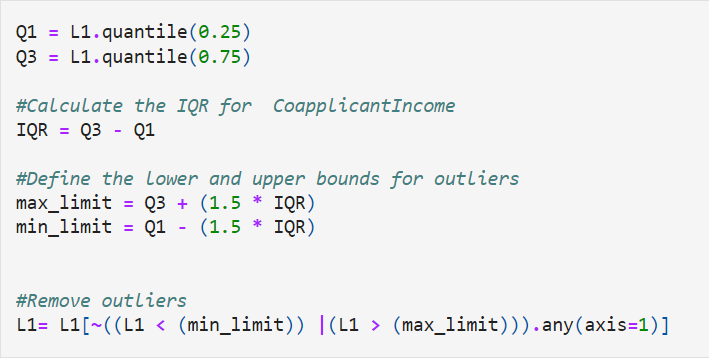 Q1 = L1.quantile(0.25)
Q3 = L1.quantile(0.75)
#Calculate the IQR for  CoapplicantIncome
IQR = Q3 - Q1
#Define the lower and upper bounds for outliers
max_limit = Q3 + (1.5 * IQR)
min_limit = Q1 - (1.5 * IQR)
#Remove outliers
L1= L1[~((L1 < (min_limit)) |(L1 > (max_limit))).any(axis=1)]